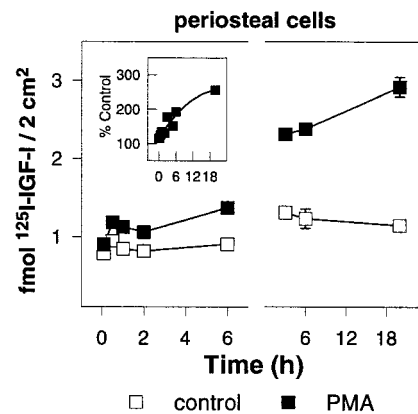 periosteal cells
fmol ¹²⁵I-IGF-I / 2 cm²
3
2
1
% Control
300
200
100
0 6 12 18
0 2 4 6
6 18
Time (h)
□ control ■ PMA